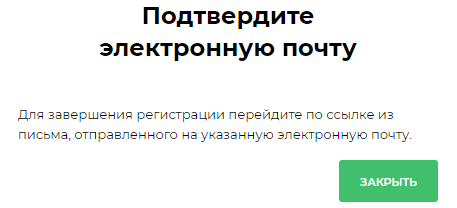 Подтвердите
электронную почту
Для завершения регистрации перейдите по ссылке из
письма, отправленного на указанную электронную почту.
ЗАКРЫТЬ